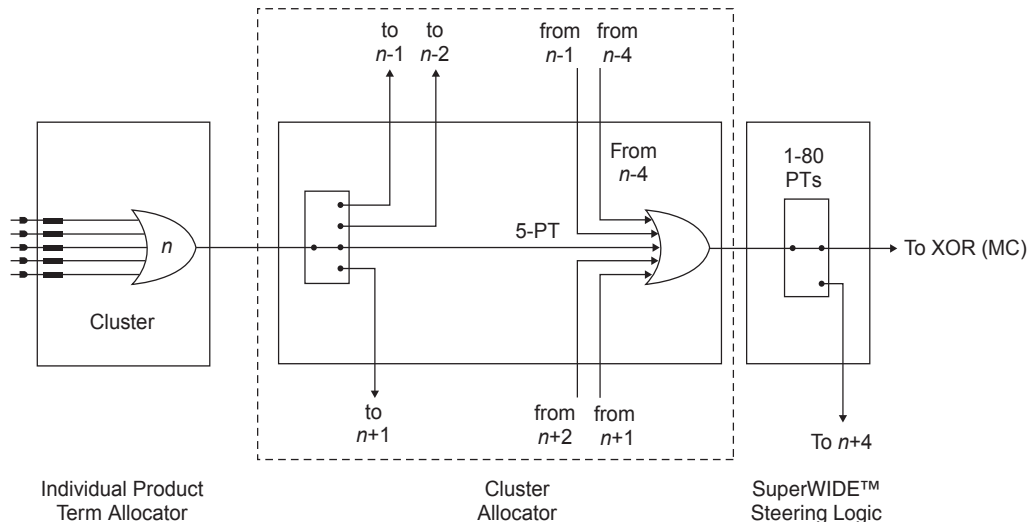 to
n-1
to
n-2
from
n-1
from
n-4
From
n-4
1-80
PTs
n
5-PT
To XOR (MC)
Cluster
to
n+1
from
n+2
from
n+1
To n+4
Individual Product
Term Allocator
Cluster
Allocator
SuperWIDE™
Steering Logic